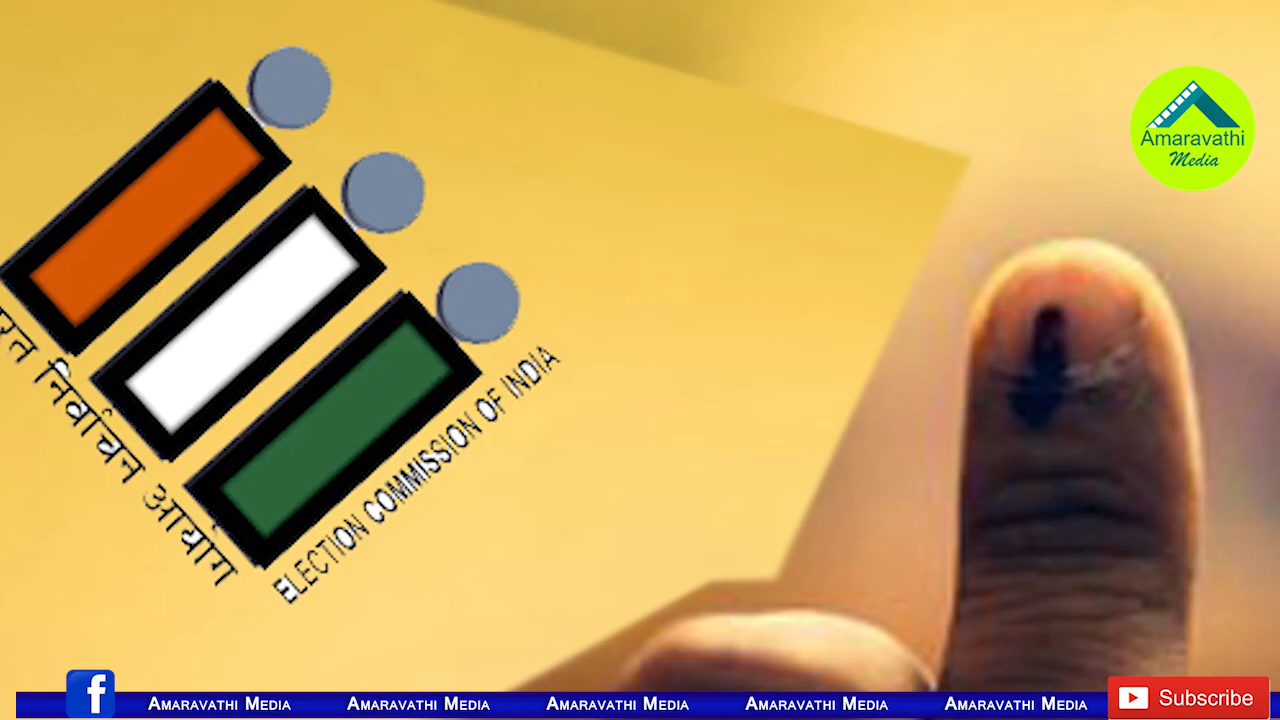 भारत निर्वाचन आयोग
ELECTION COMMISSION OF INDIA
Amaravathi
Media
f
Amaravathi Media
Amaravathi Media
Amaravathi Media
Amaravathi Media
Amaravathi Media
Subscribe